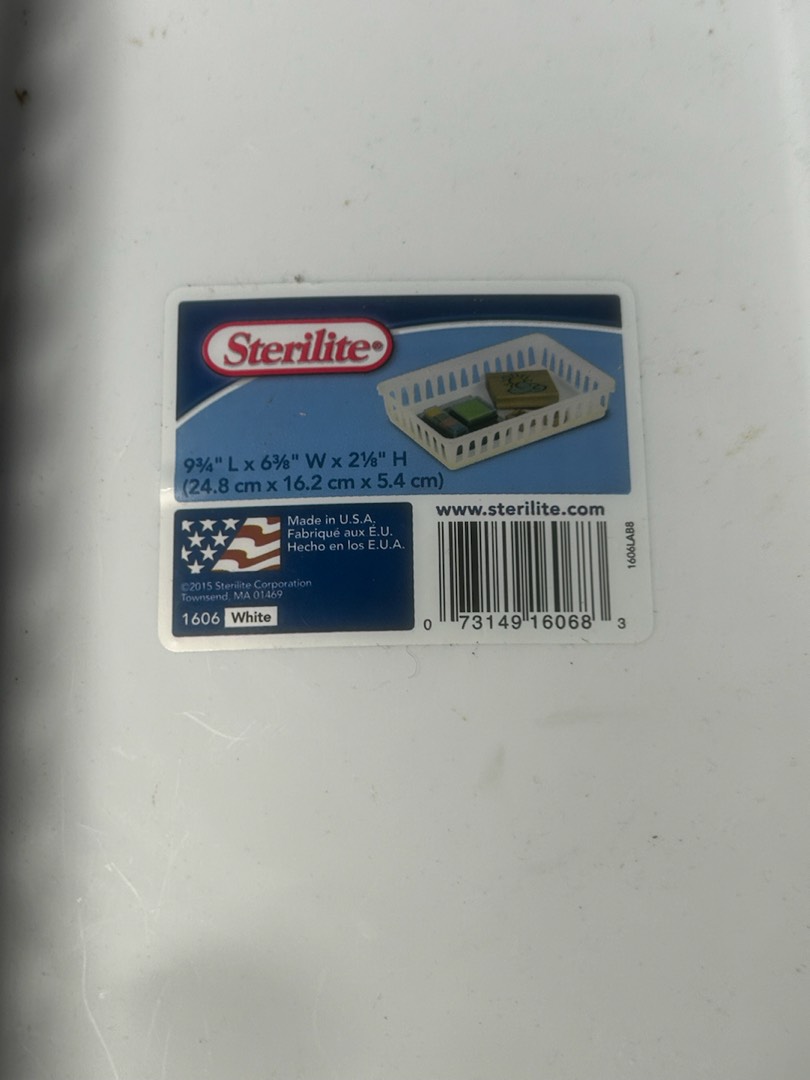 Sterilite®
9¾" L x 6⅜" W x 2⅛" H
(24.8 cm x 16.2 cm x 5.4 cm)
Made in U.S.A.
Fabriqué aux É.U.
Hecho en los E.U.A.
©2015 Sterilite Corporation
Townsend, MA 01469
1606 White
www.sterilite.com
1606LAB8
0 73149 16068 3